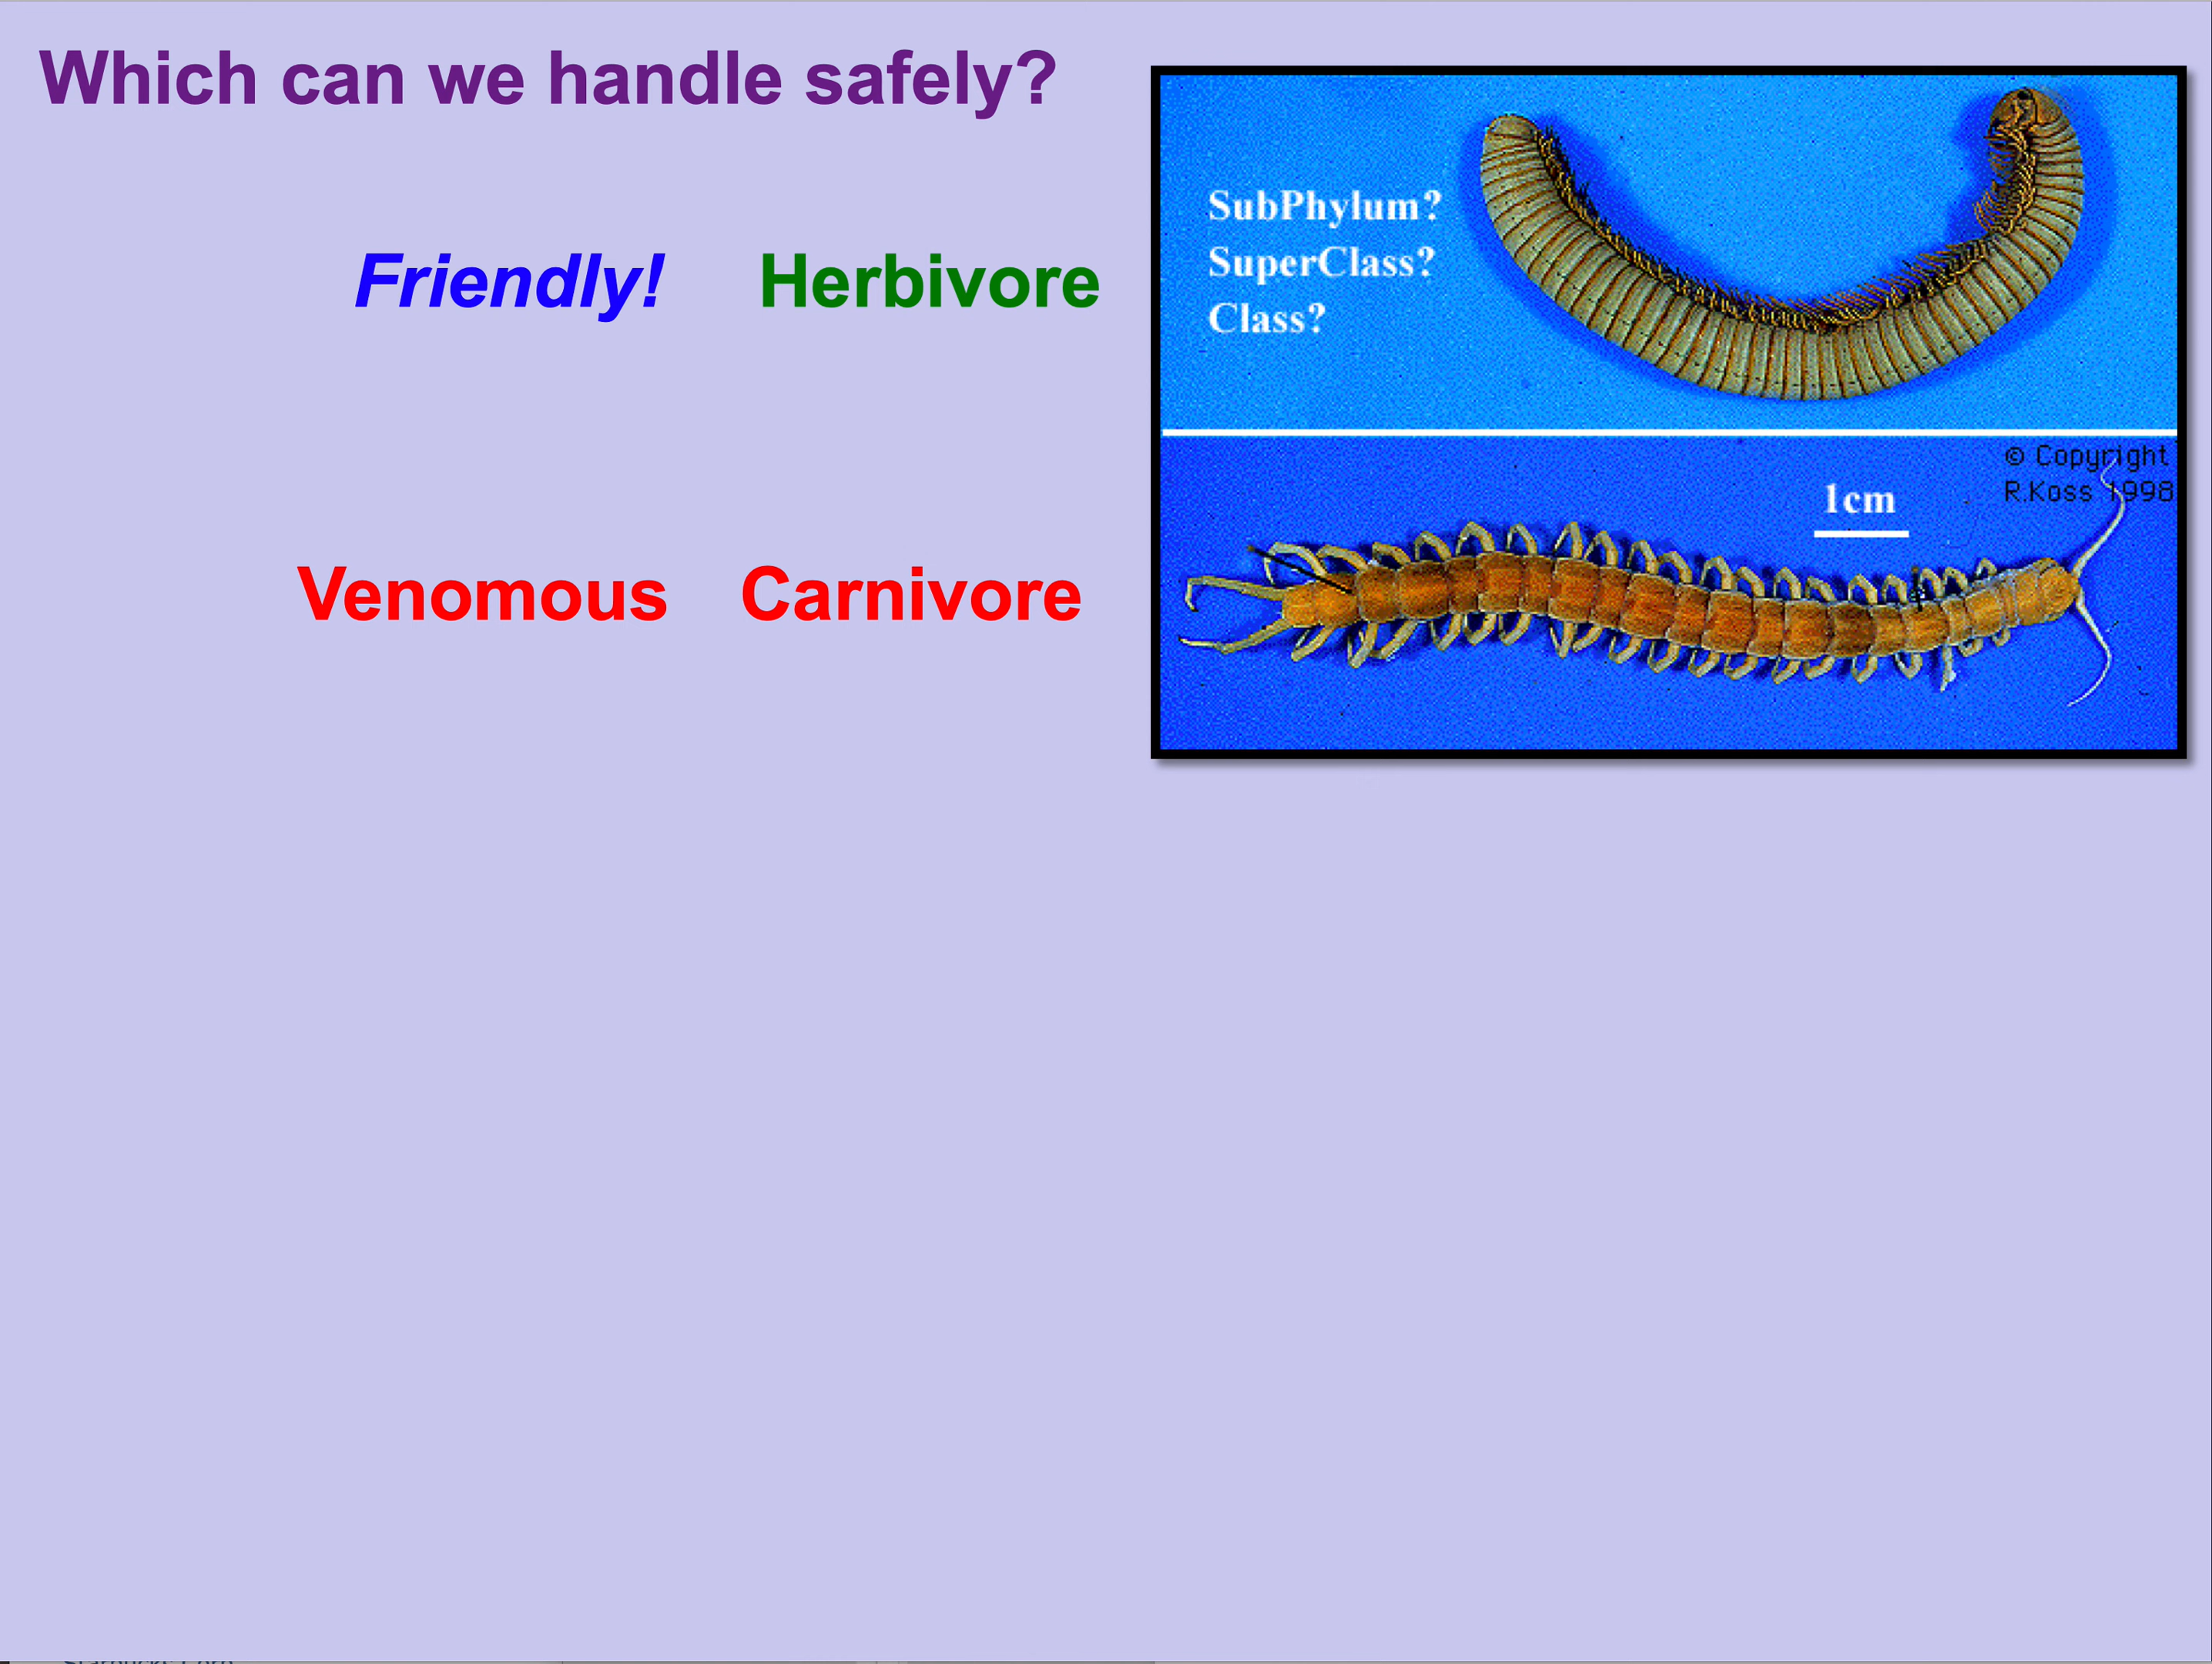 Which can we handle safely?
Friendly! Herbivore
SubPhylum?
SuperClass?
Class?
© Copyright
R.Koss 1998
1cm
Venomous Carnivore